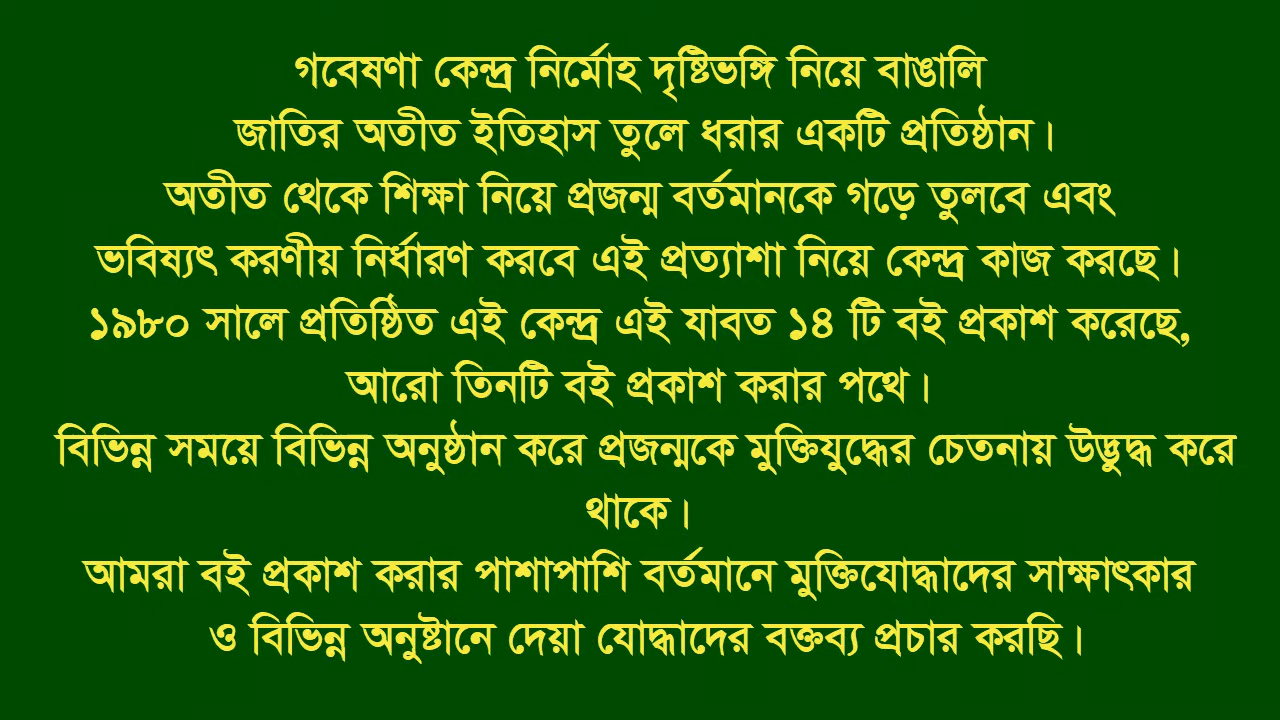 গবেষণা কেন্দ্র নির্মোহ দৃষ্টিভঙ্গি নিয়ে বাঙালি
জাতির অতীত ইতিহাস তুলে ধরার একটি প্রতিষ্ঠান।
অতীত থেকে শিক্ষা নিয়ে প্রজন্ম বর্তমানকে গড়ে তুলবে এবং
ভবিষ্যৎ করণীয় নির্ধারণ করবে এই প্রত্যাশা নিয়ে কেন্দ্র কাজ করছে।
১৯৮০ সালে প্রতিষ্ঠিত এই কেন্দ্র এই যাবত ১৪ টি বই প্রকাশ করেছে,
আরো তিনটি বই প্রকাশ করার পথে।
বিভিন্ন সময়ে বিভিন্ন অনুষ্ঠান করে প্রজন্মকে মুক্তিযুদ্ধের চেতনায় উদ্ভুদ্ধ করে
থাকে।
আমরা বই প্রকাশ করার পাশাপাশি বর্তমানে মুক্তিযোদ্ধাদের সাক্ষাৎকার
ও বিভিন্ন অনুষ্টানে দেয়া যোদ্ধাদের বক্তব্য প্রচার করছি।